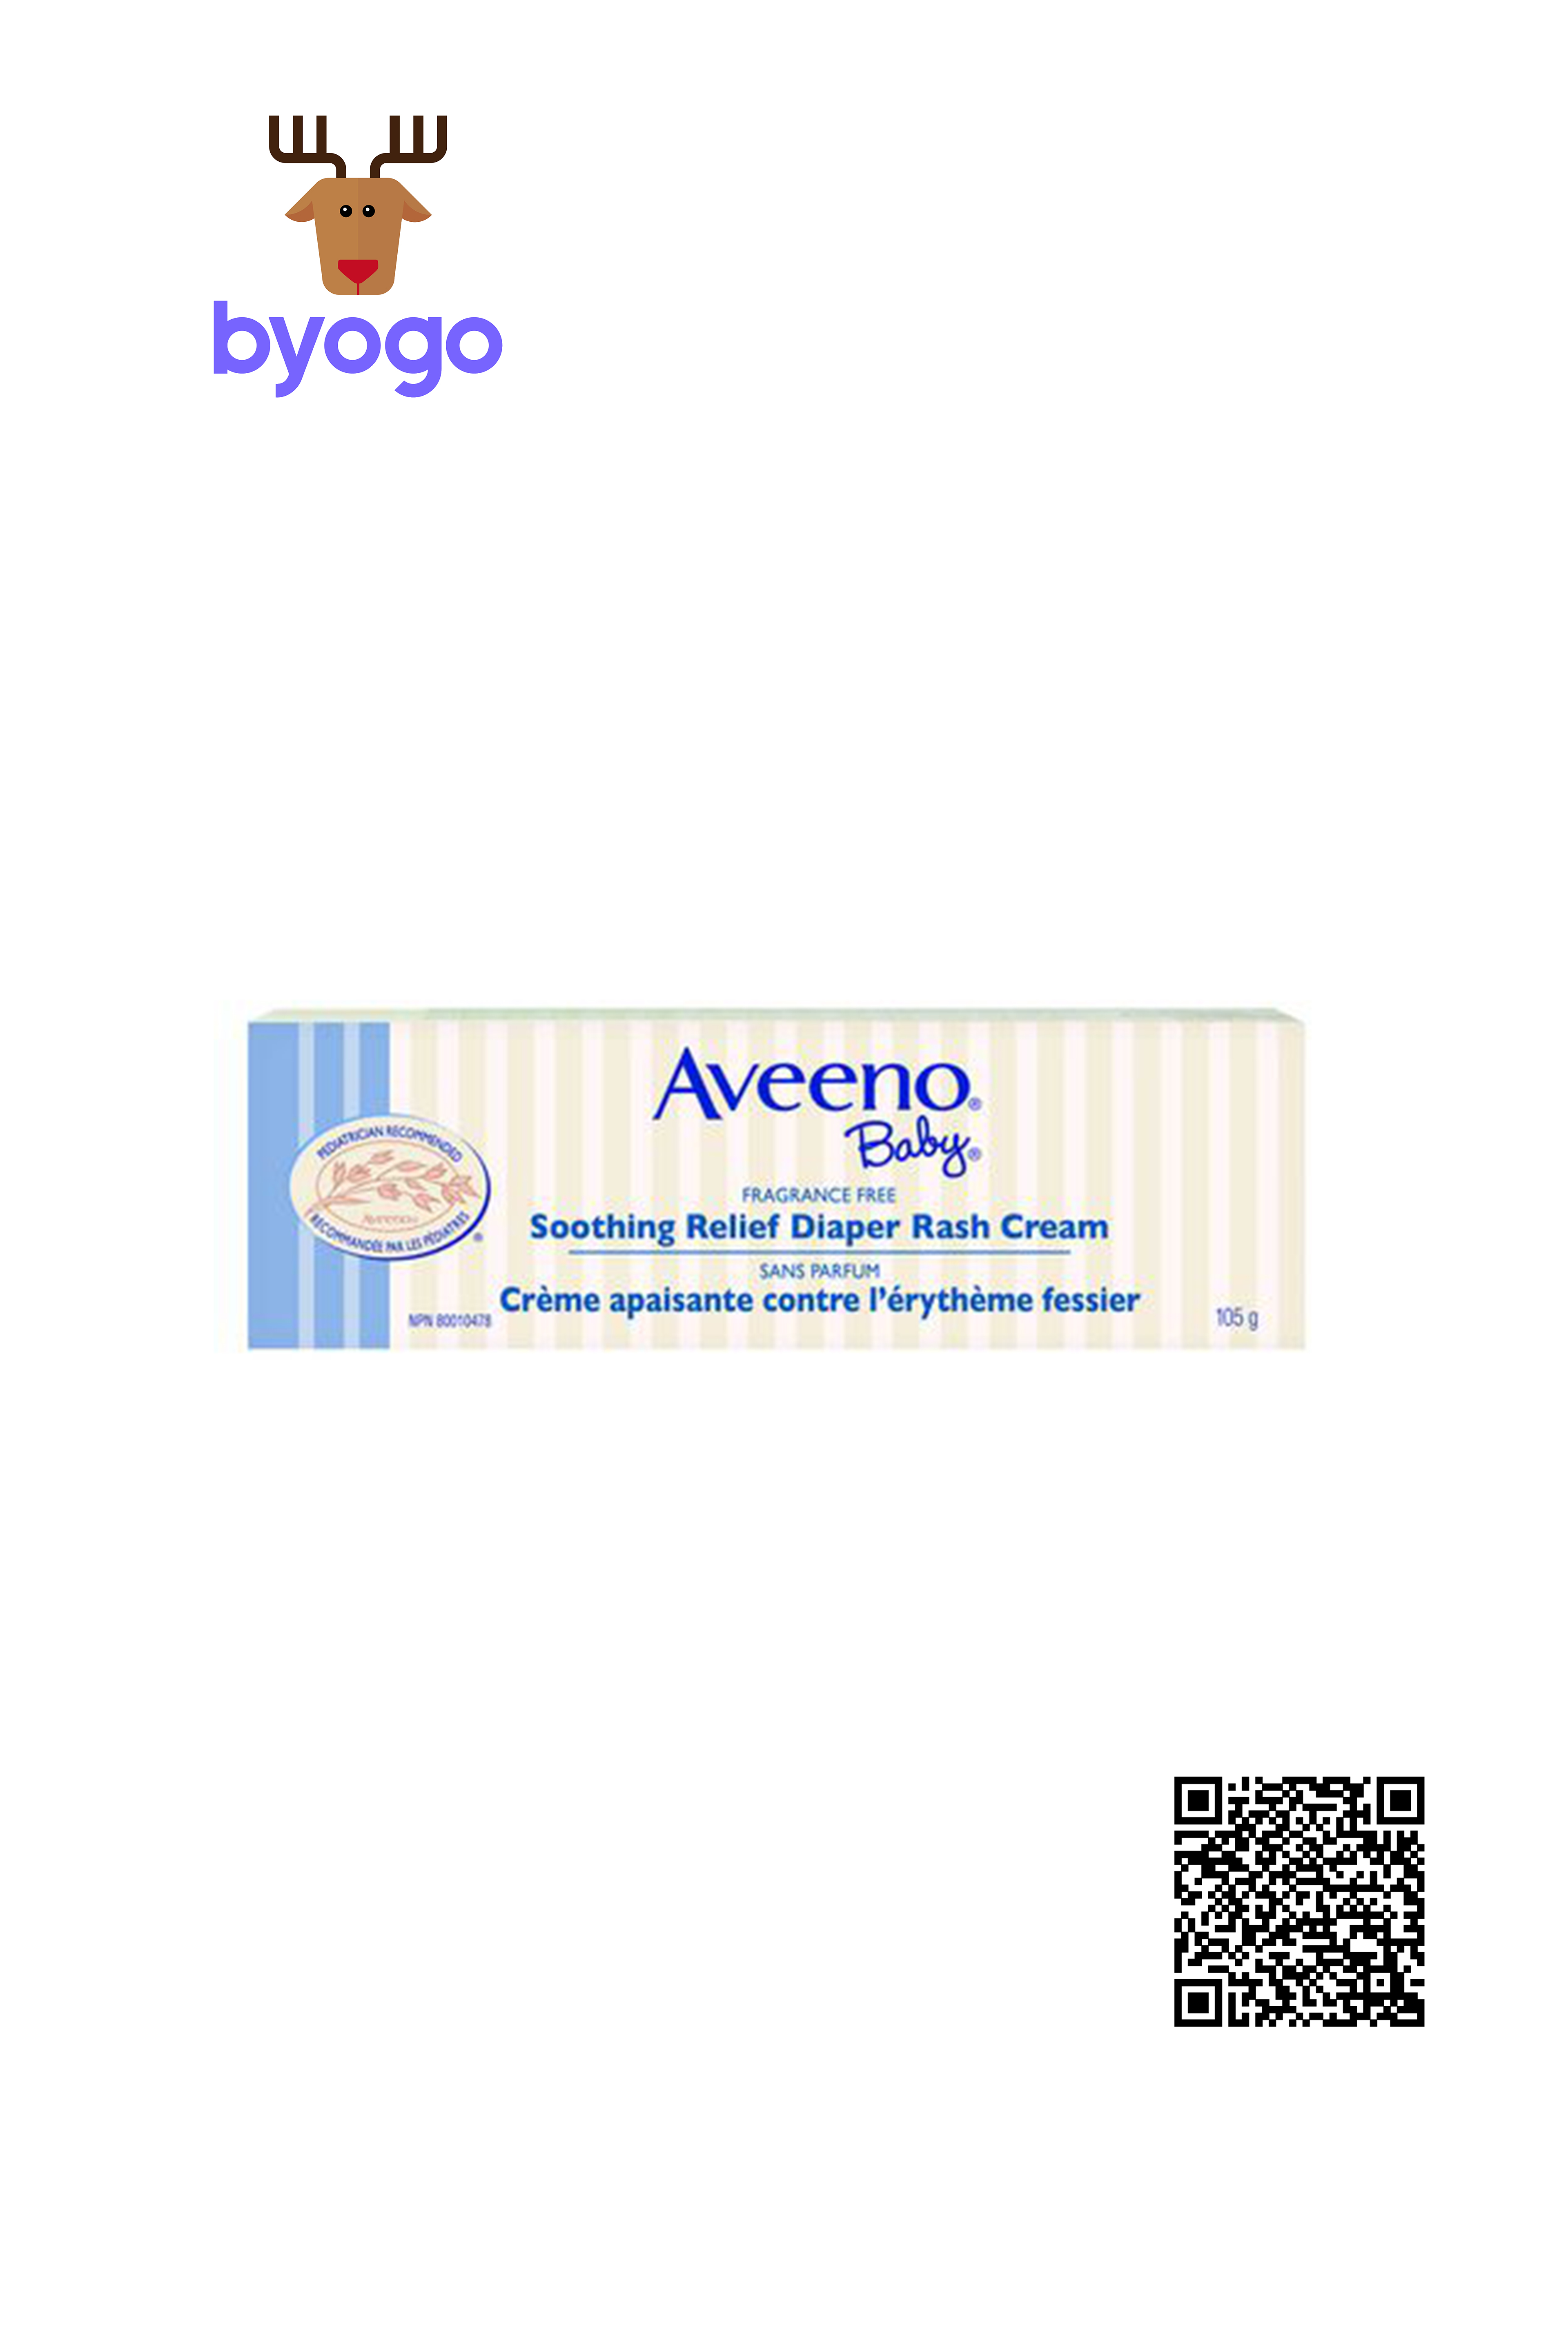 byogo
Aveeno®
Baby®
PEDIATRICIAN RECOMMENDED
Aveeno
RECOMMANDÉE PAR LES PÉDIATRES
®
FRAGRANCE FREE
Soothing Relief Diaper Rash Cream
SANS PARFUM
Crème apaisante contre l'érythème fessier
NPN 80010478
105 g